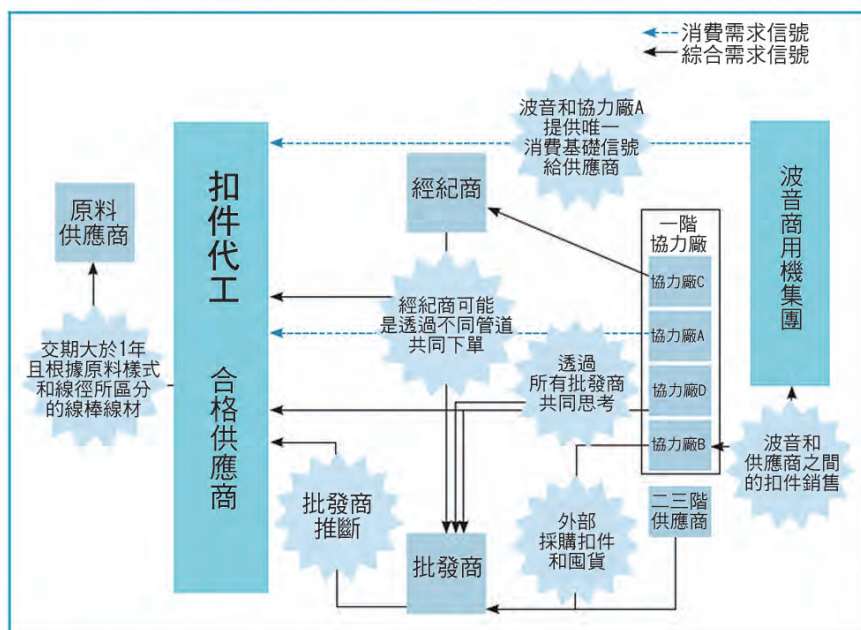 消費需求信號
綜合需求信號
波音和協力廠A
提供唯一
消費基礎信號
給供應商
扣件代工
合格供應商
經紀商
原料
供應商
波音商用機集團
一階
協力廠
協力廠C
協力廠A
協力廠D
協力廠B
經紀商可能
是透過不同管道
共同下單
交期大於1年
且根據原料樣式
和線徑所區分
的線棒線材
透過
所有批發商
共同思考
波音和
供應商之間
的扣件銷售
批發商
推斷
外部
採購扣件
和囤貨
二三階
供應商
批發商